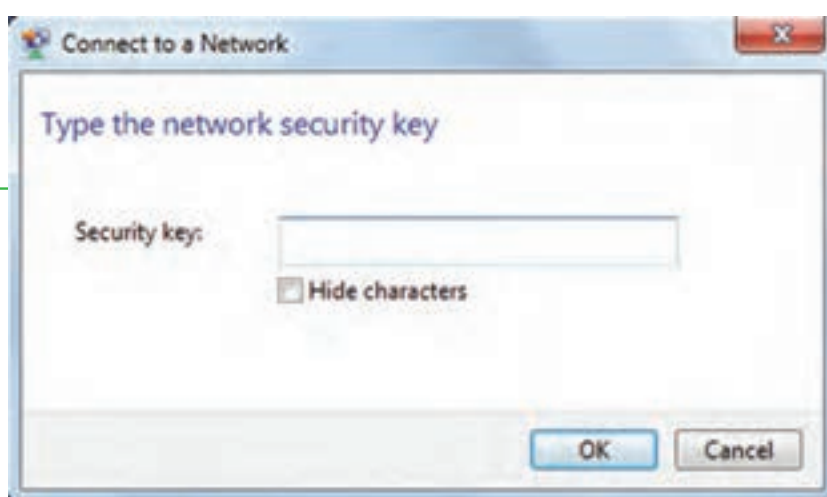 Connect to a Network
Type the network security key
Security key:
Hide characters
OK
Cancel